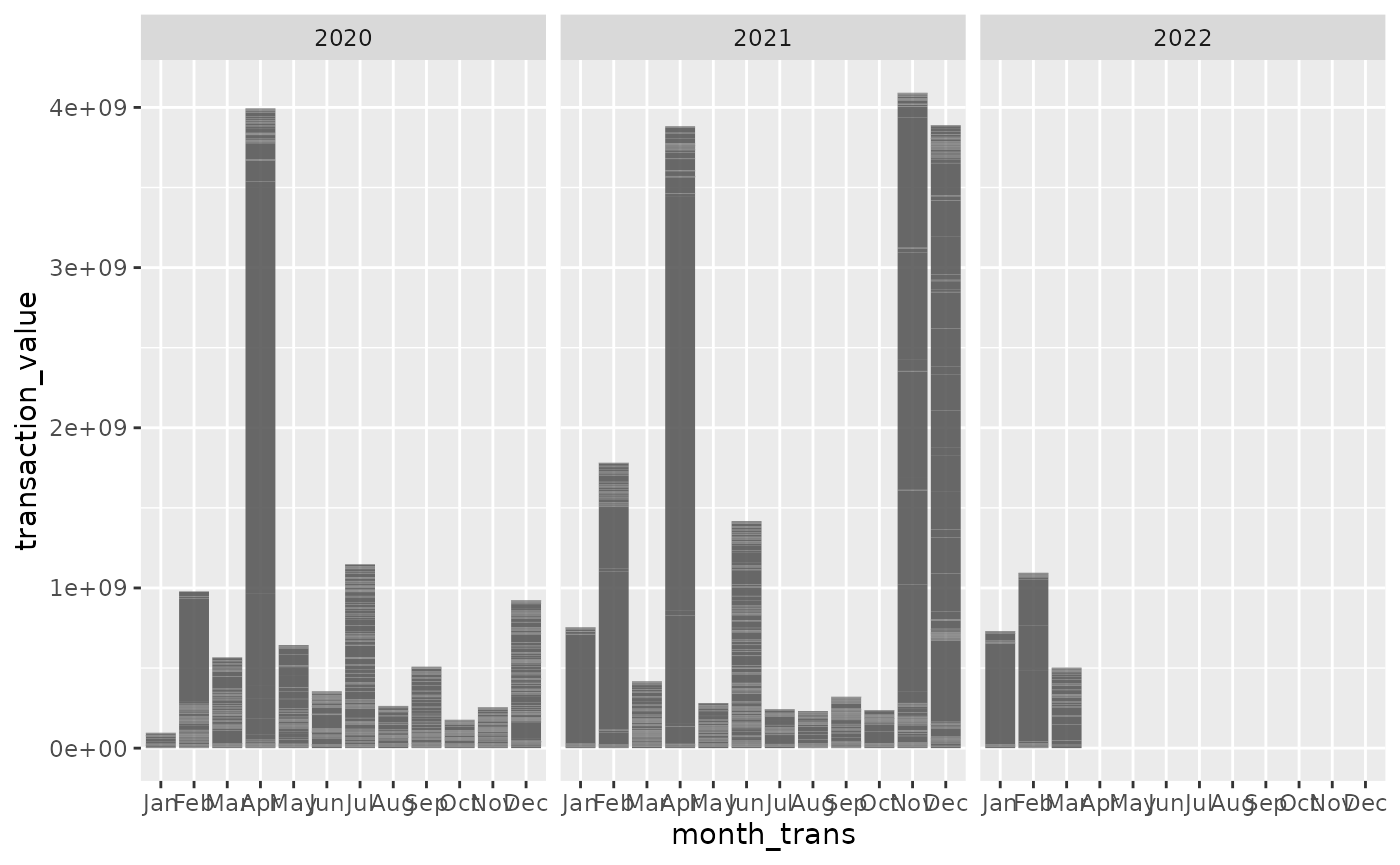 2020 2021 2022
4e+09
3e+09
2e+09
1e+09
0e+00
transaction_value
Jan Feb Mar Apr May Jun Jul Aug Sep Oct Nov Dec Jan Feb Mar Apr May Jun Jul Aug Sep Oct Nov Dec Jan Feb Mar Apr May Jun Jul Aug Sep Oct Nov Dec
month_trans